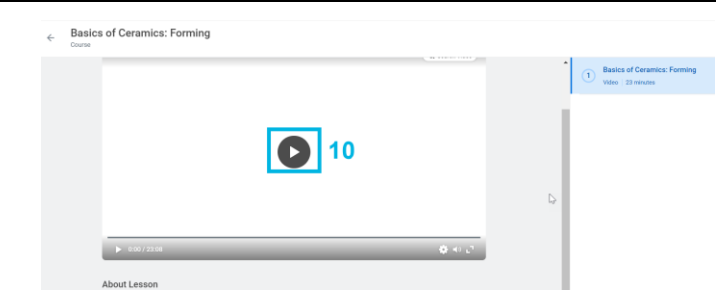 Basics of Ceramics: Forming
Course
1
Basics of Ceramics: Forming
Video · 23 minutes
10
0:00 / 23:00
About Lesson